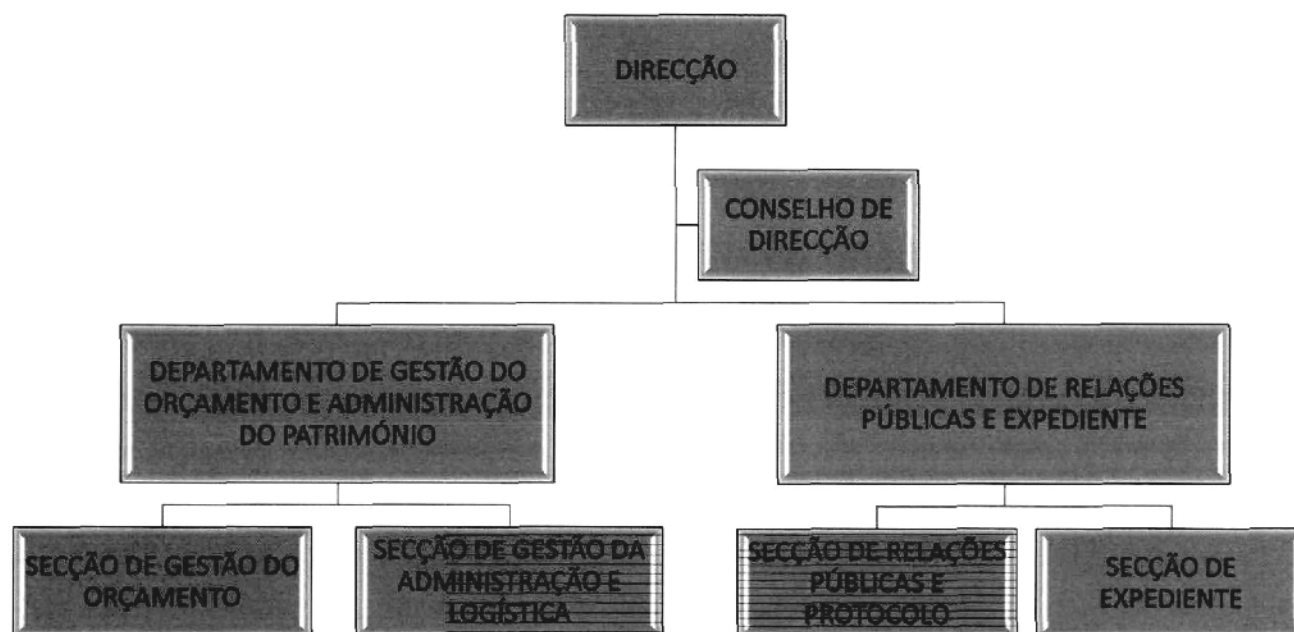 DIRECÇÃO
CONSELHO DE
DIRECÇÃO
DEPARTAMENTO DE GESTÃO DO
ORÇAMENTO E ADMINISTRAÇÃO
DO PATRIMÓNIO
DEPARTAMENTO DE RELAÇÕES
PÚBLICAS E EXPEDIENTE
SECÇÃO DE GESTÃO DO
ORÇAMENTO
SECÇÃO DE GESTÃO DA
ADMINISTRAÇÃO E
LOGÍSTICA
SECÇÃO DE RELAÇÕES
PÚBLICAS E
PROTOCOLO
SECÇÃO DE
EXPEDIENTE